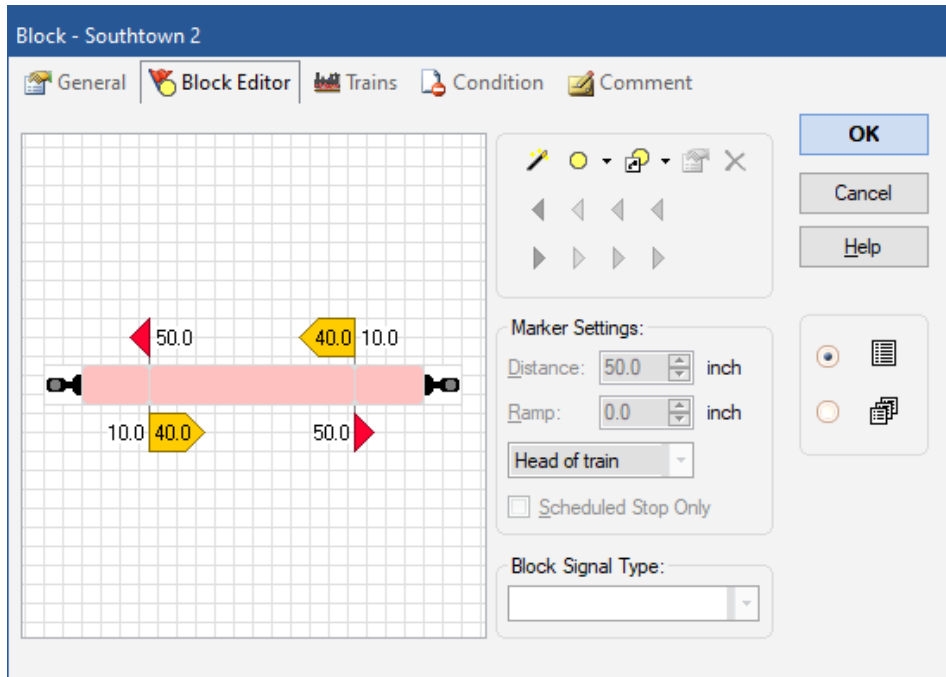 Block - Southtown 2
General Block Editor Trains Condition Comment
OK
Cancel
Help
50.0 40.0 10.0
10.0 40.0 50.0
Marker Settings:
Distance: 50.0 inch
Ramp: 0.0 inch
Head of train
Scheduled Stop Only
Block Signal Type: